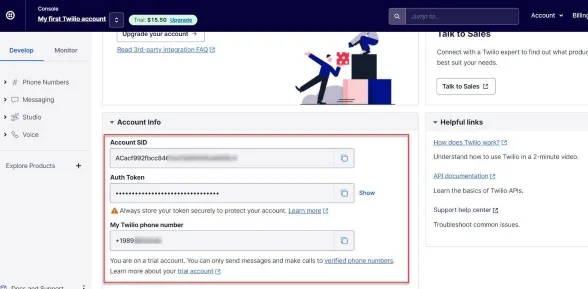 Console
My first Twilio account
Trial: $15.50 Upgrade
Jump to...
Account
Billing
Develop
Monitor
# Phone Numbers
Messaging
Studio
Voice
Explore Products +
Docs and Support
Upgrade your account
Read 3rd-party integration FAQ
Talk to Sales
Connect with a Twilio expert to find out what produc
best suit your needs.
Talk to Sales
Account Info
Account SID
ACacf992fbcc84
Auth Token
••••••••••••••••••••••••••••••••
Show
Always store your token securely to protect your account. Learn more
My Twilio phone number
+1989
You are on a trial account. You can only send messages and make calls to verified phone numbers.
Learn more about your trial account
Helpful links
How does Twilio work?
Understand how to use Twilio in a 2-minute video.
API documentation
Learn the basics of Twilio APIs.
Support help center
Troubleshoot common issues.